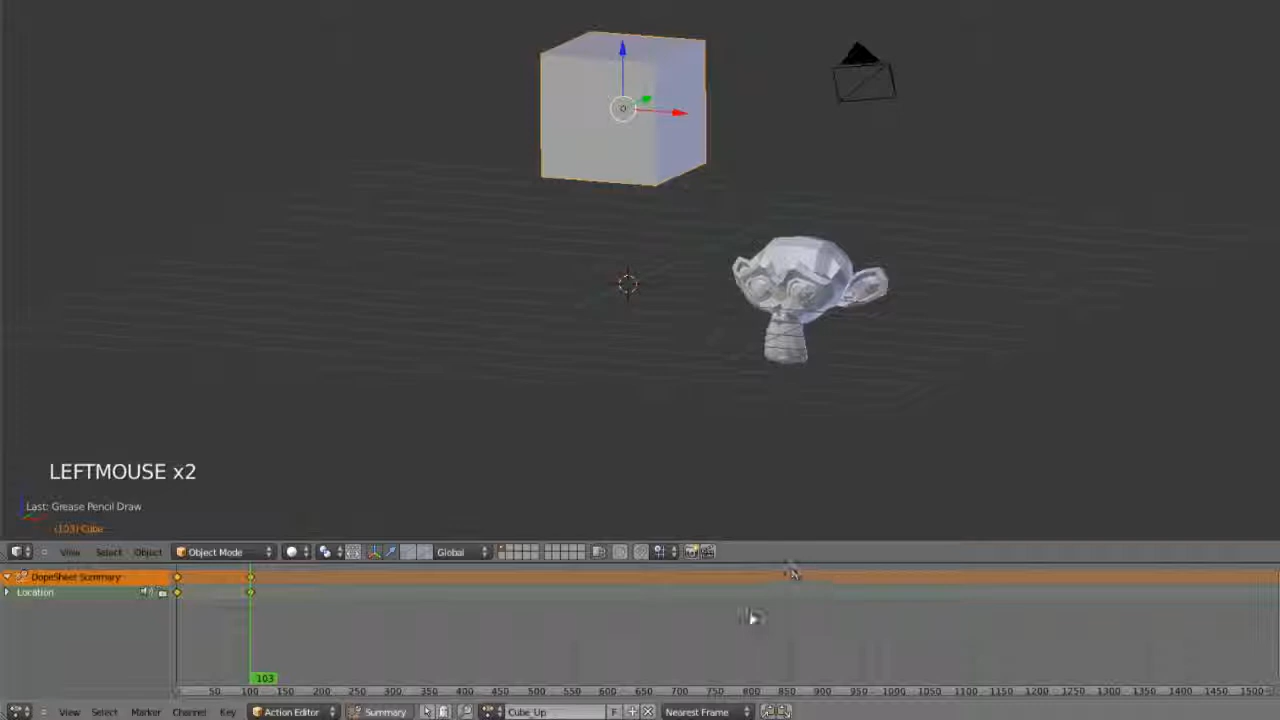 LEFTMOUSE x2
Last: Grease Pencil Draw
(103) Cube
View Select Object Object Mode Global
DopeSheet Summary
Location
103
50 100 150 200 250 300 350 400 450 500 550 600 650 700 750 800 850 900 950 1000 1050 1100 1150 1200 1250 1300 1350 1400 1450 1500
View Select Marker Channel Key Action Editor Summary Cube_Up F Nearest Frame